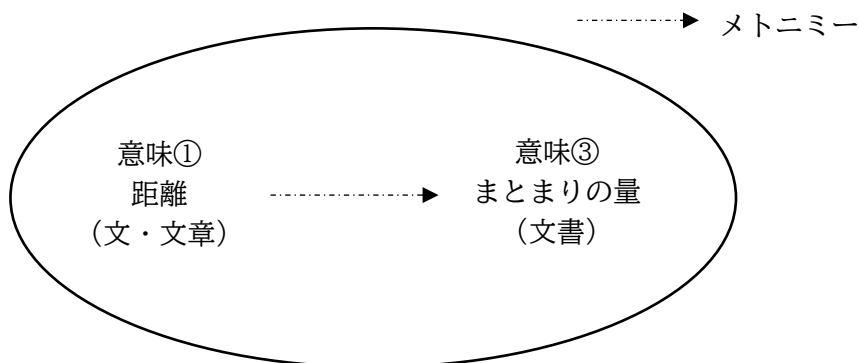 メトニミー
意味①
距離
（文・文章）
意味③
まとまりの量
（文書）